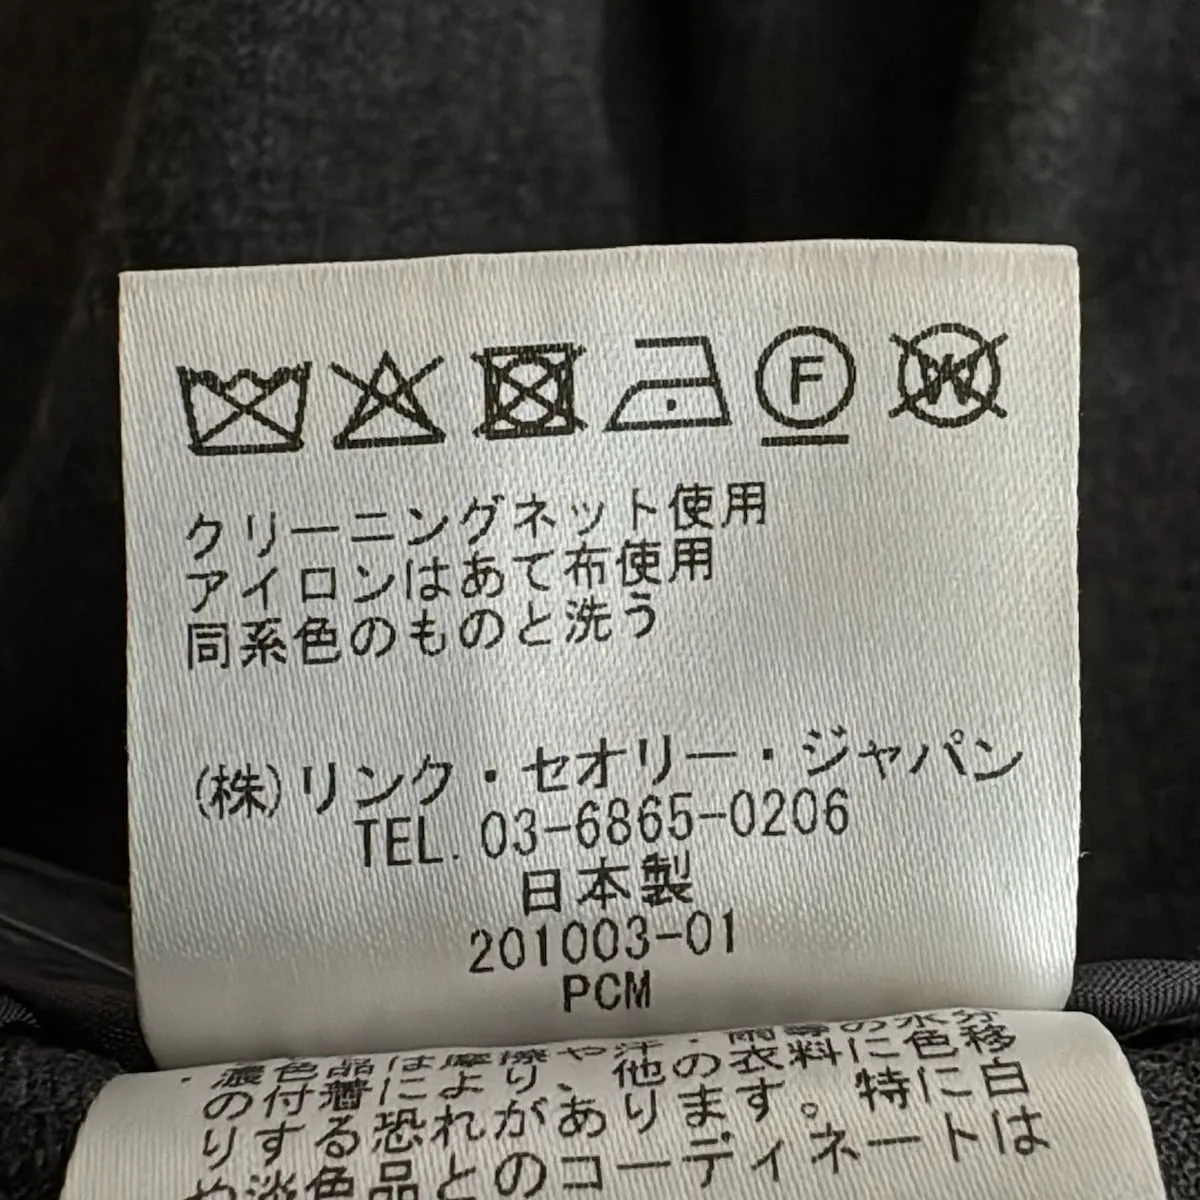 F W
クリーニングネット使用
アイロンはあて布使用
同系色のものと洗う
(株)リンク・セオリー・ジャパン
TEL. 03-6865-0206
日本製
201003-01
PCM
・濃色品は摩擦や汗・雨等の水分
の付着により、他の衣料に色移
りする恐れがあります。特に白
や淡色品とのコーディネートは